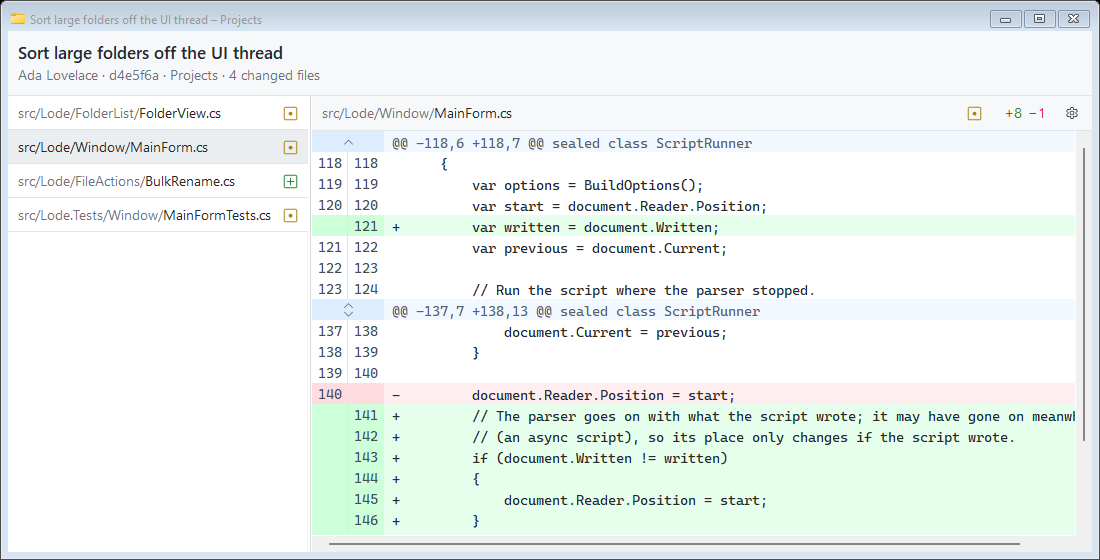 Sort large folders off the UI thread – Projects
Sort large folders off the UI thread
Ada Lovelace · d4e5f6a · Projects · 4 changed files
src/Lode/FolderList/FolderView.cs
src/Lode/Window/MainForm.cs
src/Lode/FileActions/BulkRename.cs
src/Lode.Tests/Window/MainFormTests.cs
src/Lode/Window/MainForm.cs +8 −1
@@ −118,6 +118,7 @@ sealed class ScriptRunner
118 118 {
119 119 var options = BuildOptions();
120 120 var start = document.Reader.Position;
121 + var written = document.Written;
121 122 var previous = document.Current;
122 123
123 124 // Run the script where the parser stopped.
@@ −137,7 +138,13 @@ sealed class ScriptRunner
137 138 document.Current = previous;
138 139 }
139 140
140 − document.Reader.Position = start;
141 + // The parser goes on with what the script wrote; it may have gone on meanwh
142 + // (an async script), so its place only changes if the script wrote.
143 + if (document.Written != written)
144 + {
145 + document.Reader.Position = start;
146 + }